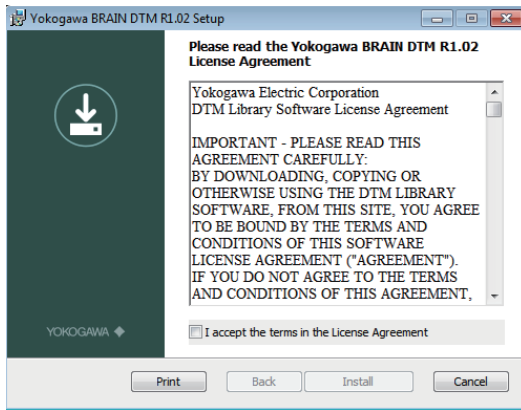 Yokogawa BRAIN DTM R1.02 Setup
Please read the Yokogawa BRAIN DTM R1.02
License Agreement
Yokogawa Electric Corporation
DTM Library Software License Agreement
IMPORTANT - PLEASE READ THIS
AGREEMENT CAREFULLY:
BY DOWNLOADING, COPYING OR
OTHERWISE USING THE DTM LIBRARY
SOFTWARE, FROM THIS SITE, YOU AGREE
TO BE BOUND BY THE TERMS AND
CONDITIONS OF THIS SOFTWARE
LICENSE AGREEMENT ("AGREEMENT").
IF YOU DO NOT AGREE TO THE TERMS
AND CONDITIONS OF THIS AGREEMENT,
YOKOGAWA
I accept the terms in the License Agreement
Print
Back
Install
Cancel